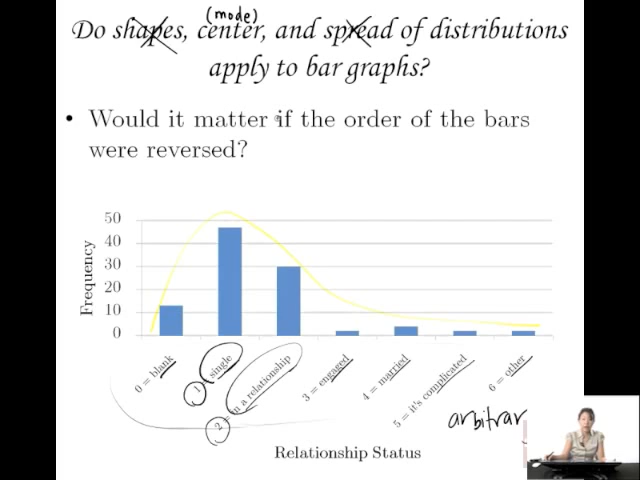 (mode)
Do shapes, center, and spread of distributions
apply to bar graphs?
• Would it matter if the order of the bars
were reversed?
50
40
30
20
10
0
Frequency
0 = blank
1 = single
2 = in a relationship
3 = engaged
4 = married
5 = it's complicated
6 = other
arbitrar
Relationship Status